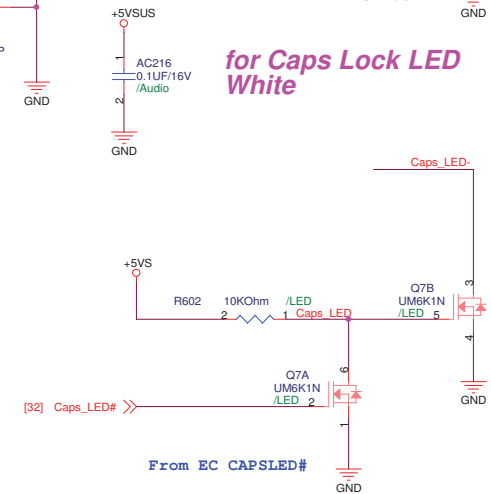 GND
+5VSUS
1
AC216
0.1UF/16V
/Audio
2
GND
GND
for Caps Lock LED
White
Caps_LED-
+5VS
R602 10KOhm /LED
2 1 Caps_LED
Q7B
UM6K1N
/LED 5
3
4
GND
Q7A
UM6K1N
/LED 2
6
1
[32] Caps_LED#
From EC CAPSLED#
GND